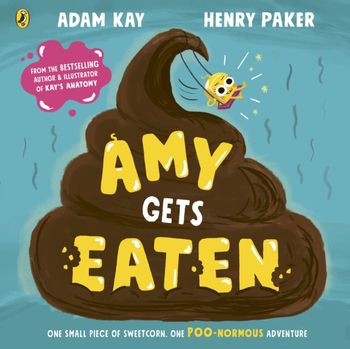 ADAM KAY HENRY PAKER
FROM THE BESTSELLING
AUTHOR & ILLUSTRATOR
OF KAY'S ANATOMY
AMY
GETS
EATEN
ONE SMALL PIECE OF SWEETCORN. ONE POO-NORMOUS ADVENTURE